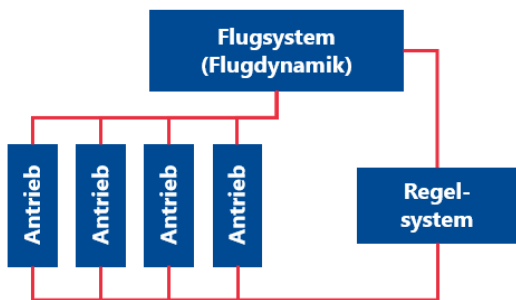 Flugsystem
(Flugdynamik)
Antrieb
Antrieb
Antrieb
Antrieb
Regel-
system